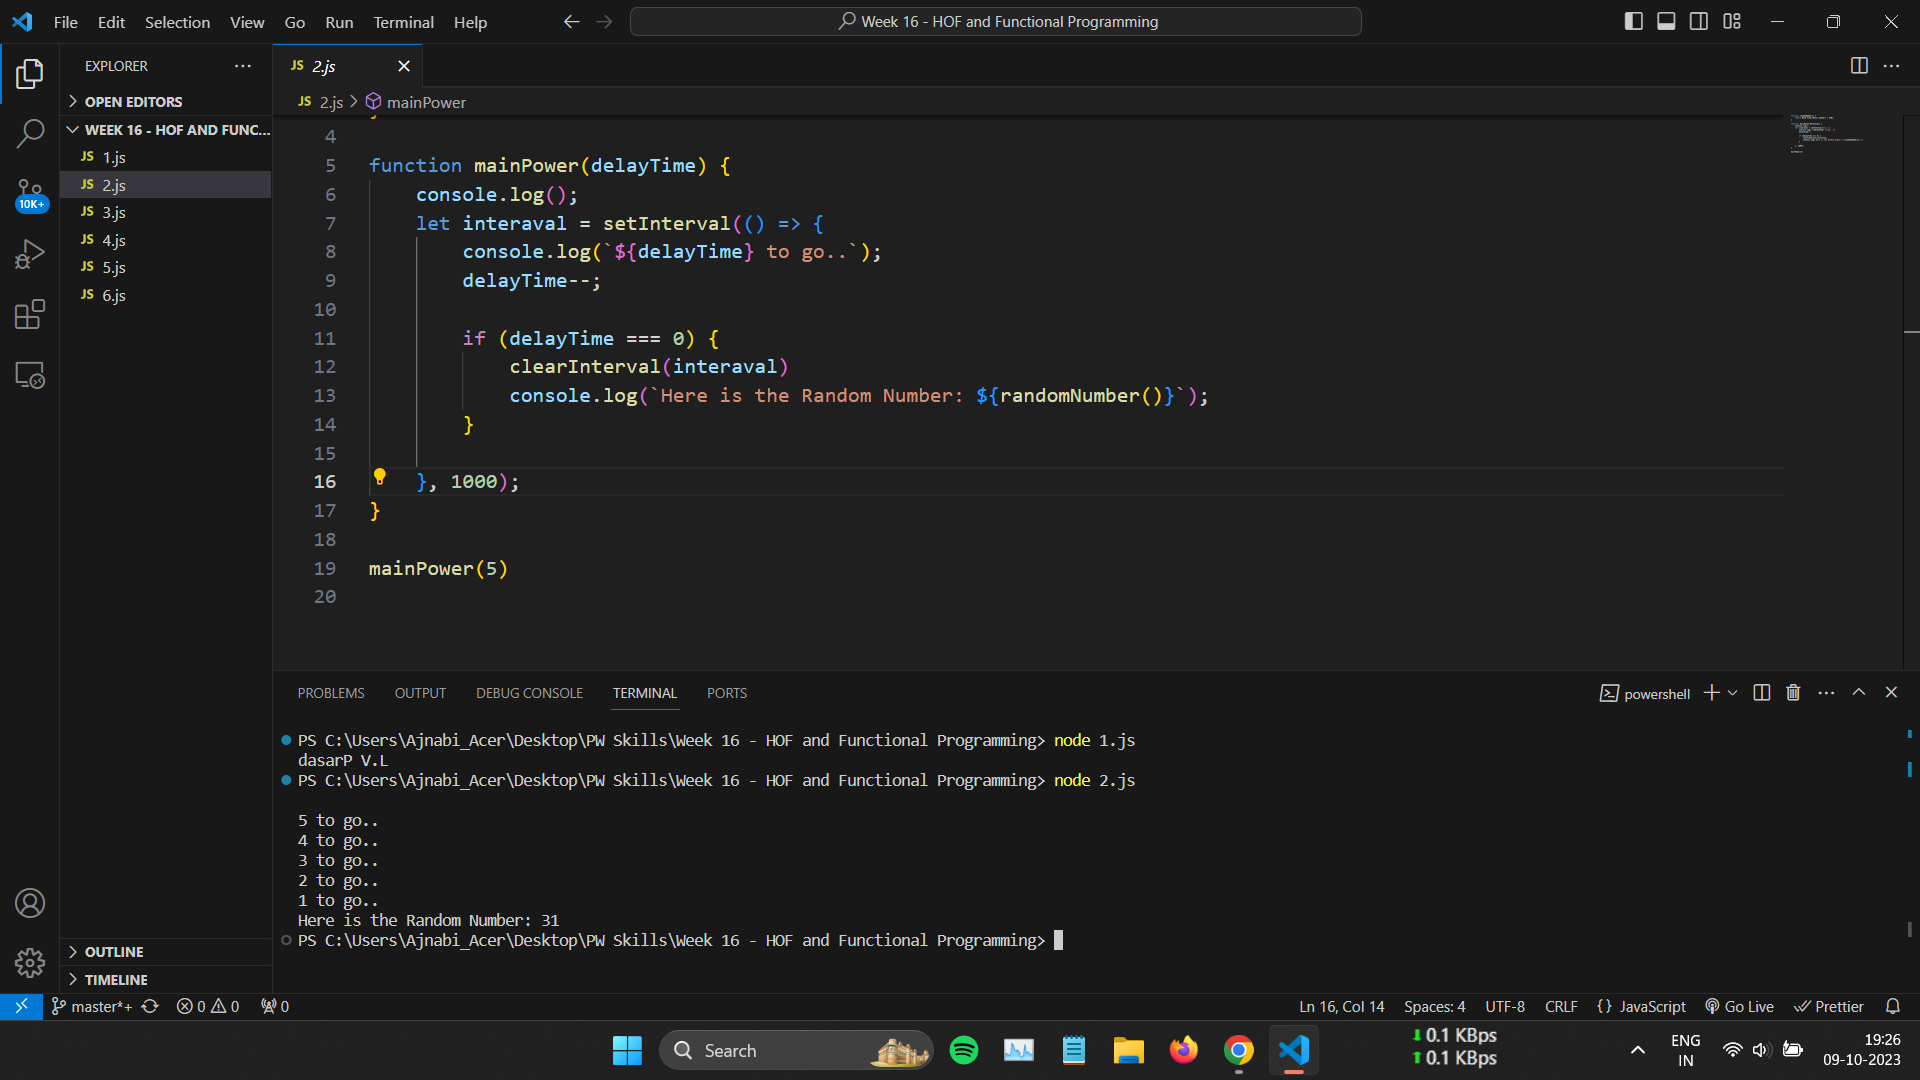 File Edit Selection View Go Run Terminal Help
Week 16 - HOF and Functional Programming
EXPLORER
OPEN EDITORS
WEEK 16 - HOF AND FUNC...
JS 1.js
JS 2.js
JS 3.js
JS 4.js
JS 5.js
JS 6.js
10K+
OUTLINE
TIMELINE
JS 2.js
JS 2.js > mainPower
4
5 function mainPower(delayTime) {
6 console.log();
7 let interaval = setInterval(() => {
8 console.log(`${delayTime} to go..`);
9 delayTime--;
10
11 if (delayTime === 0) {
12 clearInterval(interaval)
13 console.log(`Here is the Random Number: ${randomNumber()}`);
14 }
15
16 }, 1000);
17 }
18
19 mainPower(5)
20
PROBLEMS OUTPUT DEBUG CONSOLE TERMINAL PORTS
powershell
PS C:\Users\Ajnabi_Acer\Desktop\PW Skills\Week 16 - HOF and Functional Programming> node 1.js
dasarP V.L
PS C:\Users\Ajnabi_Acer\Desktop\PW Skills\Week 16 - HOF and Functional Programming> node 2.js
5 to go..
4 to go..
3 to go..
2 to go..
1 to go..
Here is the Random Number: 31
PS C:\Users\Ajnabi_Acer\Desktop\PW Skills\Week 16 - HOF and Functional Programming>
master*+ 0 0 0
Ln 16, Col 14 Spaces: 4 UTF-8 CRLF {} JavaScript Go Live Prettier
Search
0.1 KBps
0.1 KBps
ENG
IN
19:26
09-10-2023